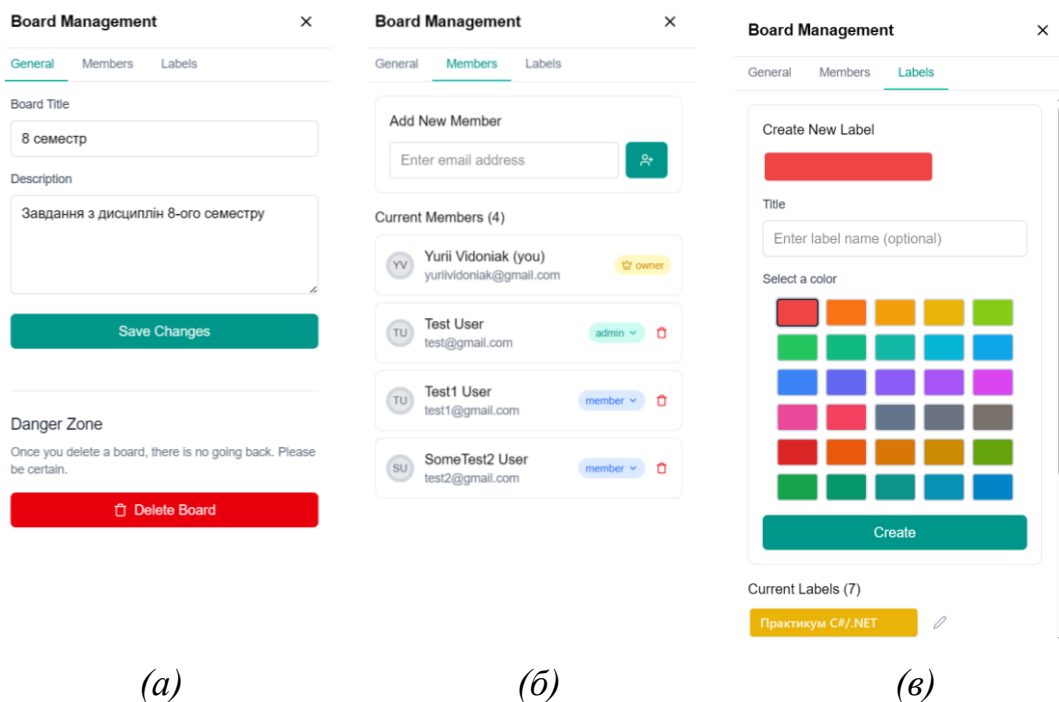 Board Management
General Members Labels
Board Title
8 семестр
Description
Завдання з дисциплін 8-ого семестру
Save Changes
Danger Zone
Once you delete a board, there is no going back. Please
be certain.
Delete Board
(а)
Board Management
General Members Labels
Add New Member
Enter email address
Current Members (4)
YV
Yurii Vidoniak (you)
yuriividoniak@gmail.com
owner
TU
Test User
test@gmail.com
admin
TU
Test1 User
test1@gmail.com
member
SU
SomeTest2 User
test2@gmail.com
member
(б)
Board Management
General Members Labels
Create New Label
Title
Enter label name (optional)
Select a color
Create
Current Labels (7)
Практикум C#/.NET
(в)